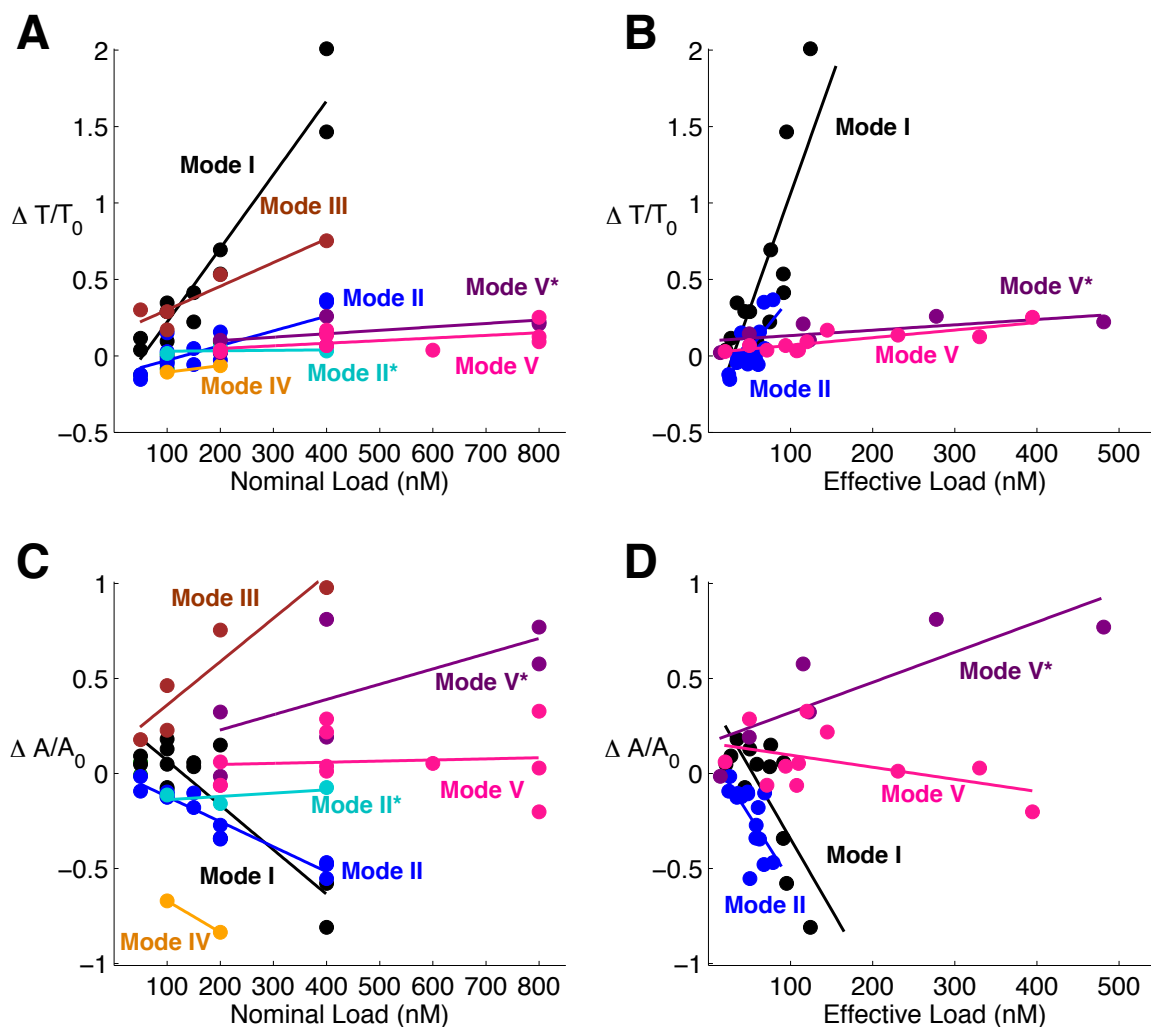 A
2
1.5
1
0.5
0
−0.5
Δ T/T0
Mode I
Mode III
Mode II
Mode V*
Mode II*
Mode V
Mode IV
100 200 300 400 500 600 700 800
Nominal Load (nM)
B
2
1.5
1
0.5
0
−0.5
Δ T/T0
Mode I
Mode V*
Mode V
Mode II
100 200 300 400 500
Effective Load (nM)
C
1
0.5
0
−0.5
−1
Δ A/A0
Mode III
Mode V*
Mode V
Mode II*
Mode I
Mode II
Mode IV
100 200 300 400 500 600 700 800
Nominal Load (nM)
D
1
0.5
0
−0.5
−1
Δ A/A0
Mode V*
Mode V
Mode I
Mode II
100 200 300 400 500
Effective Load (nM)